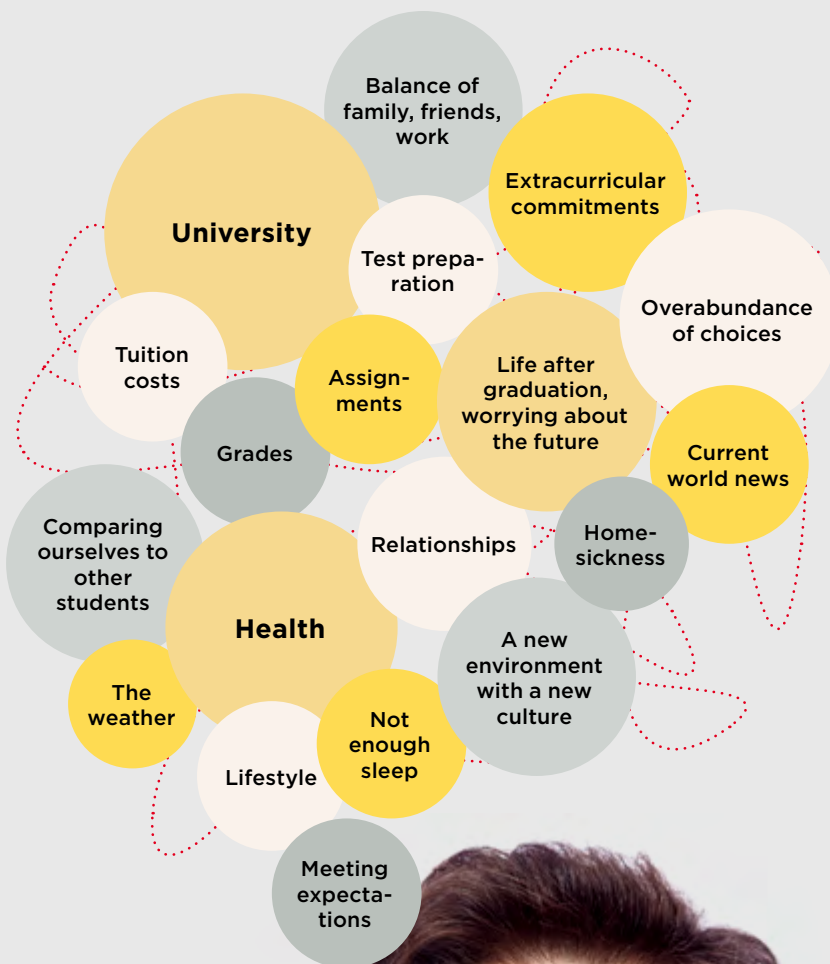 Balance of
family, friends,
work
Extracurricular
commitments
University
Test prepa-
ration
Overabundance
of choices
Tuition
costs
Assign-
ments
Life after
graduation,
worrying about
the future
Grades
Current
world news
Comparing
ourselves to
other
students
Relationships
Home-
sickness
Health
A new
environment
with a new
culture
The
weather
Not
enough
sleep
Lifestyle
Meeting
expecta-
tions